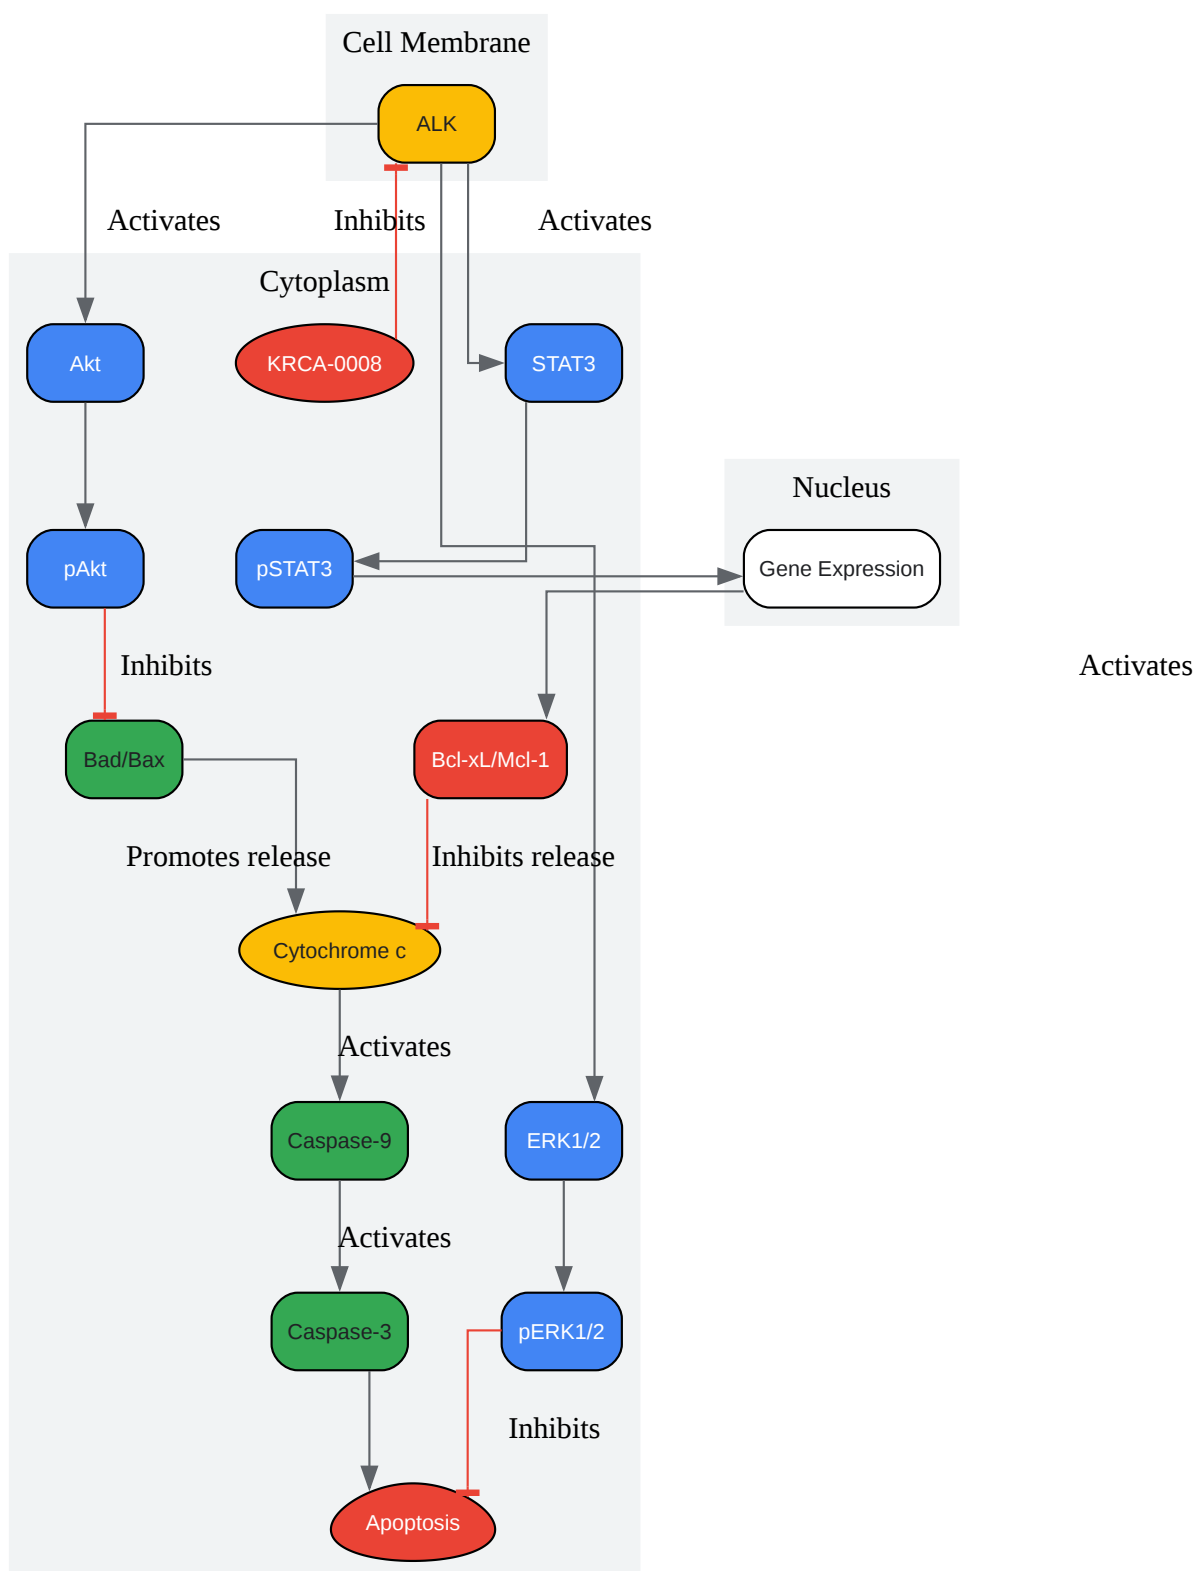 Cell Membrane
ALK
Activates
Inhibits
Activates
Cytoplasm
Akt
KRCA-0008
STAT3
Nucleus
pAkt
pSTAT3
Gene Expression
Inhibits
Activates
Bad/Bax
Bcl-xL/Mcl-1
Promotes release
Inhibits release
Cytochrome c
Activates
Caspase-9
ERK1/2
Activates
Caspase-3
pERK1/2
Inhibits
Apoptosis